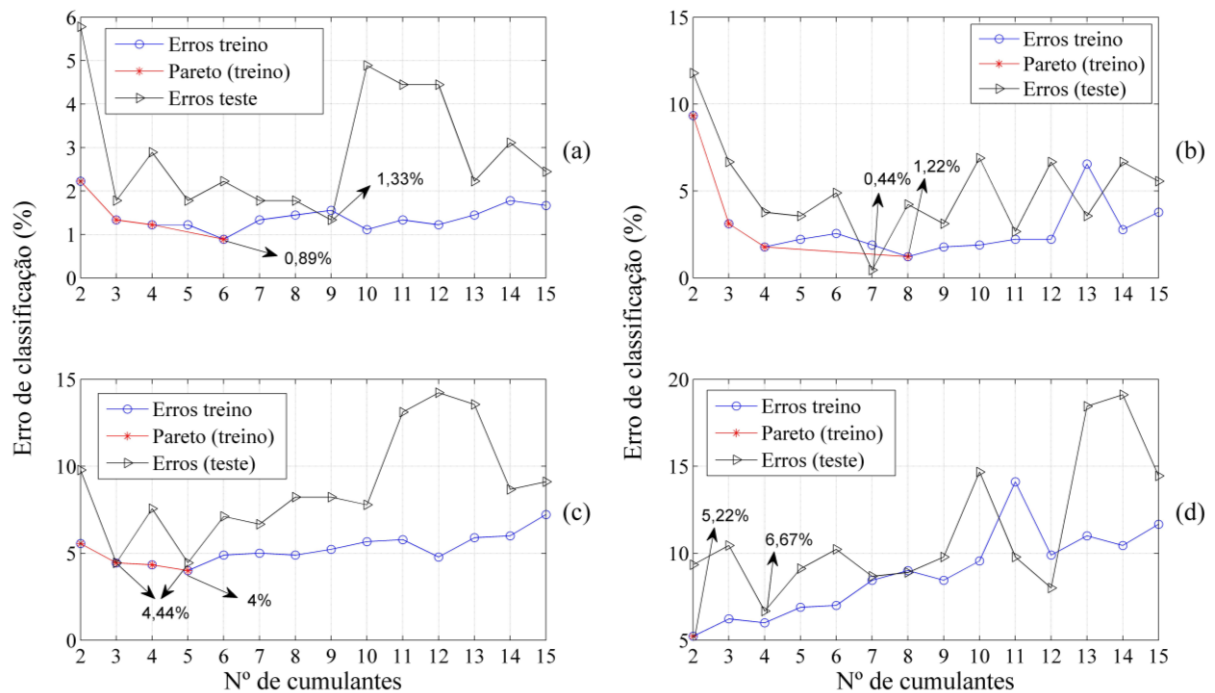 Erro de classificação (%)
6
5
4
3
2
1
0
Erros treino
Pareto (treino)
Erros teste
1,33%
0,89%
(a)
2 3 4 5 6 7 8 9 10 11 12 13 14 15
Erro de classificação (%)
15
10
5
0
Erros treino
Pareto (treino)
Erros (teste)
0,44%
1,22%
(b)
2 3 4 5 6 7 8 9 10 11 12 13 14 15
15
10
5
0
Erros treino
Pareto (treino)
Erros (teste)
4,44%
4%
(c)
2 3 4 5 6 7 8 9 10 11 12 13 14 15
Nº de cumulantes
20
15
10
5
Erros treino
Pareto (treino)
Erros (teste)
5,22%
6,67%
(d)
2 3 4 5 6 7 8 9 10 11 12 13 14 15
Nº de cumulantes